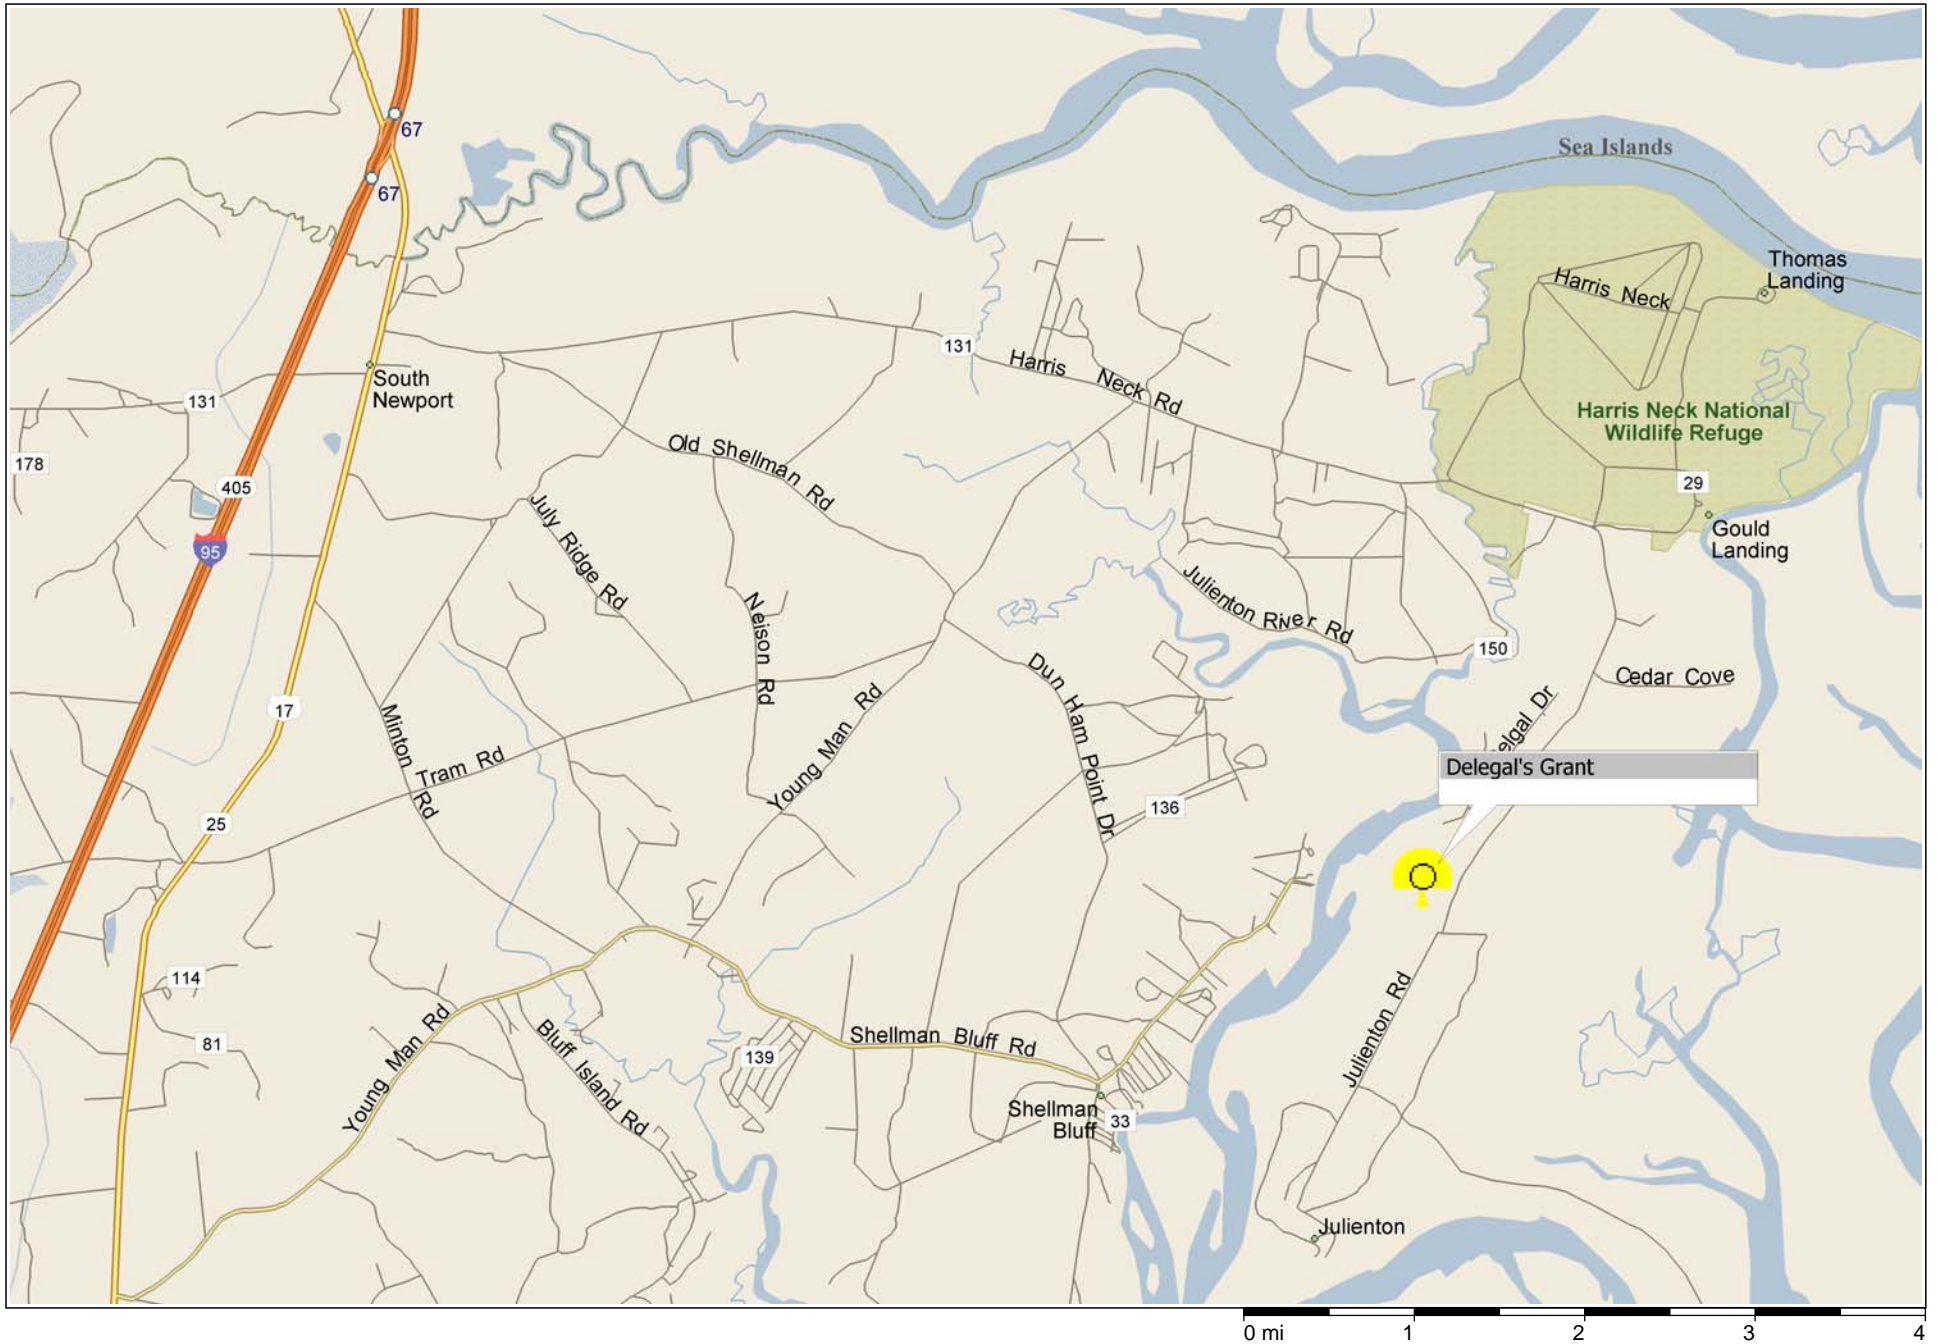 67
Sea Islands
67
Thomas
Landing
Harris Neck
131
Harris Neck Rd
South
Newport
131
Harris Neck National
Wildlife Refuge
Old Shellman Rd
178
405
29
July Ridge Rd
Gould
Landing
95
Julienton River Rd
Neison Rd
150
Dun Ham Point Dr
Cedar Cove
Young Man Rd
17
Minton Rd
elgal Dr
Tram Rd
Delegal's Grant
136
25
114
Julienton Rd
Young Man Rd
Bluff Island Rd
Shellman Bluff Rd
81
139
Shellman
Bluff
33
Julienton
0 mi 1 2 3 4